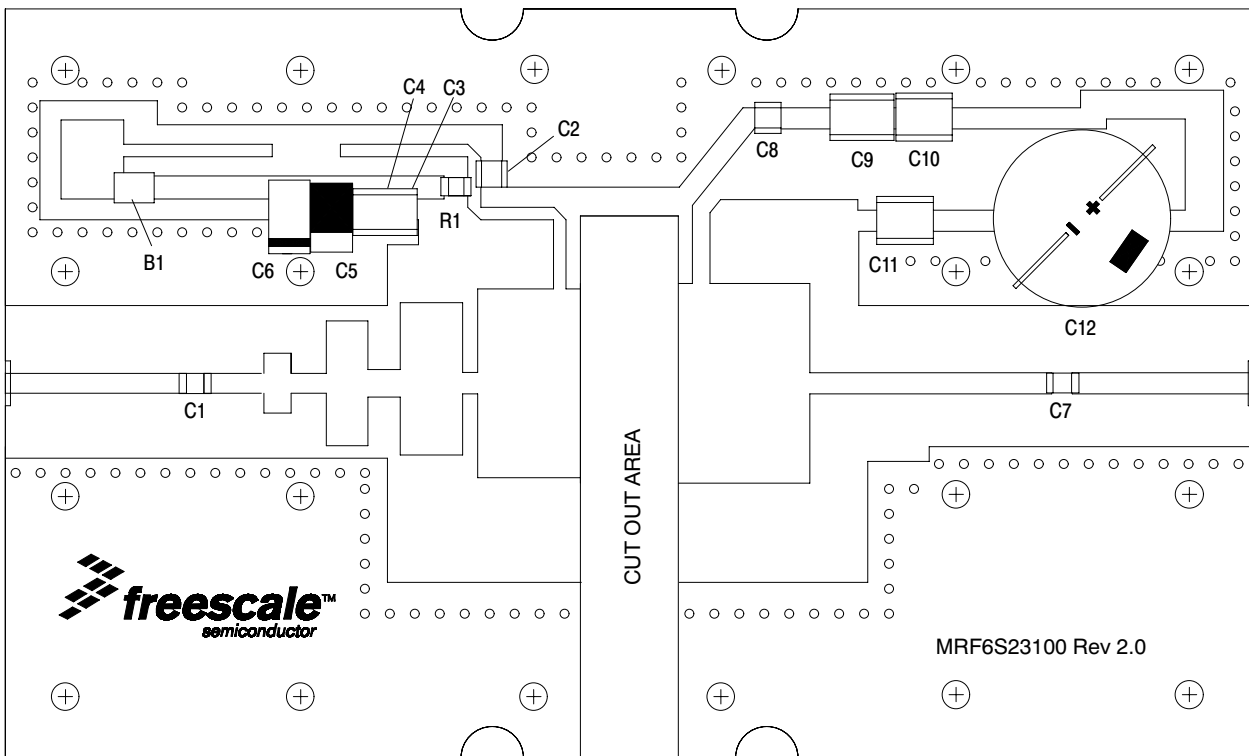 C4
C3
C2
C8
C9
C10
R1
B1
C6
C5
C11
C12
C1
C7
CUT OUT AREA
freescale™
semiconductor
MRF6S23100 Rev 2.0